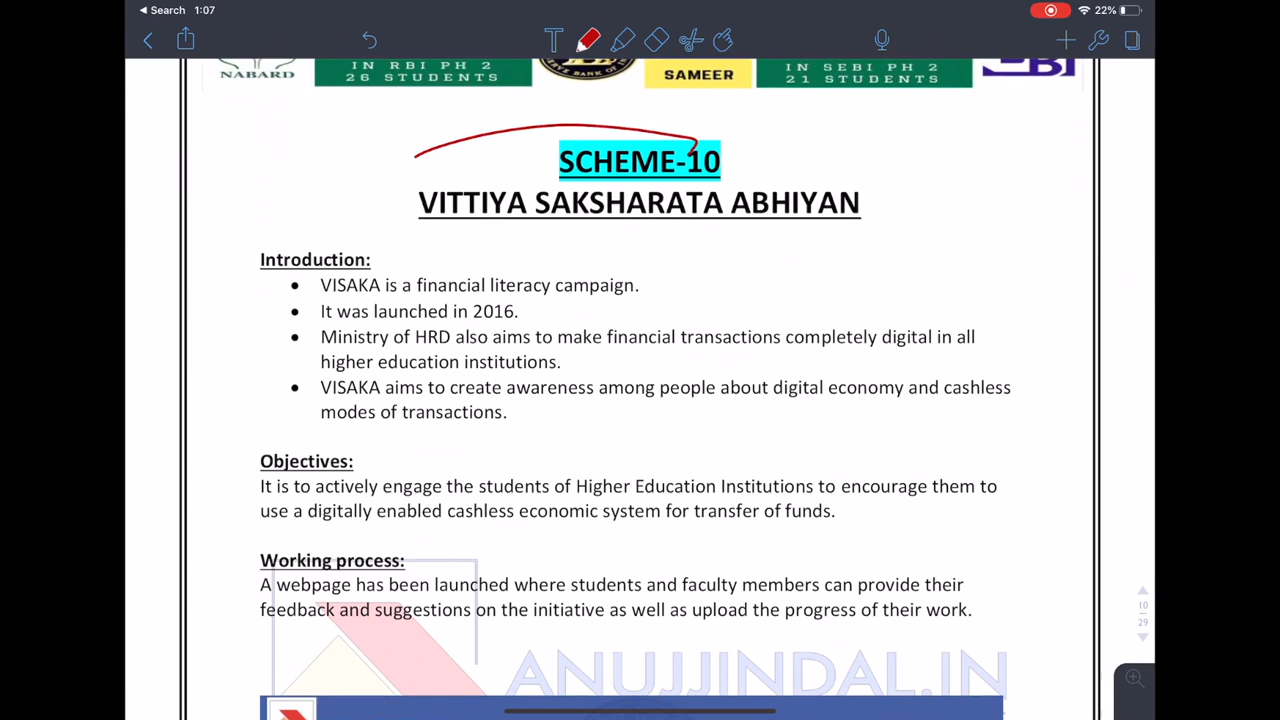 Search 1:07
22%
NABARD
IN RBI PH 2
26 STUDENTS
SAMEER
IN SEBI PH 2
21 STUDENTS
SCHEME-10
VITTIYA SAKSHARATA ABHIYAN
Introduction:
• VISAKA is a financial literacy campaign.
• It was launched in 2016.
• Ministry of HRD also aims to make financial transactions completely digital in all
higher education institutions.
• VISAKA aims to create awareness among people about digital economy and cashless
modes of transactions.
Objectives:
It is to actively engage the students of Higher Education Institutions to encourage them to
use a digitally enabled cashless economic system for transfer of funds.
Working process:
A webpage has been launched where students and faculty members can provide their
feedback and suggestions on the initiative as well as upload the progress of their work.
10
29
ANUJJINDAL.IN